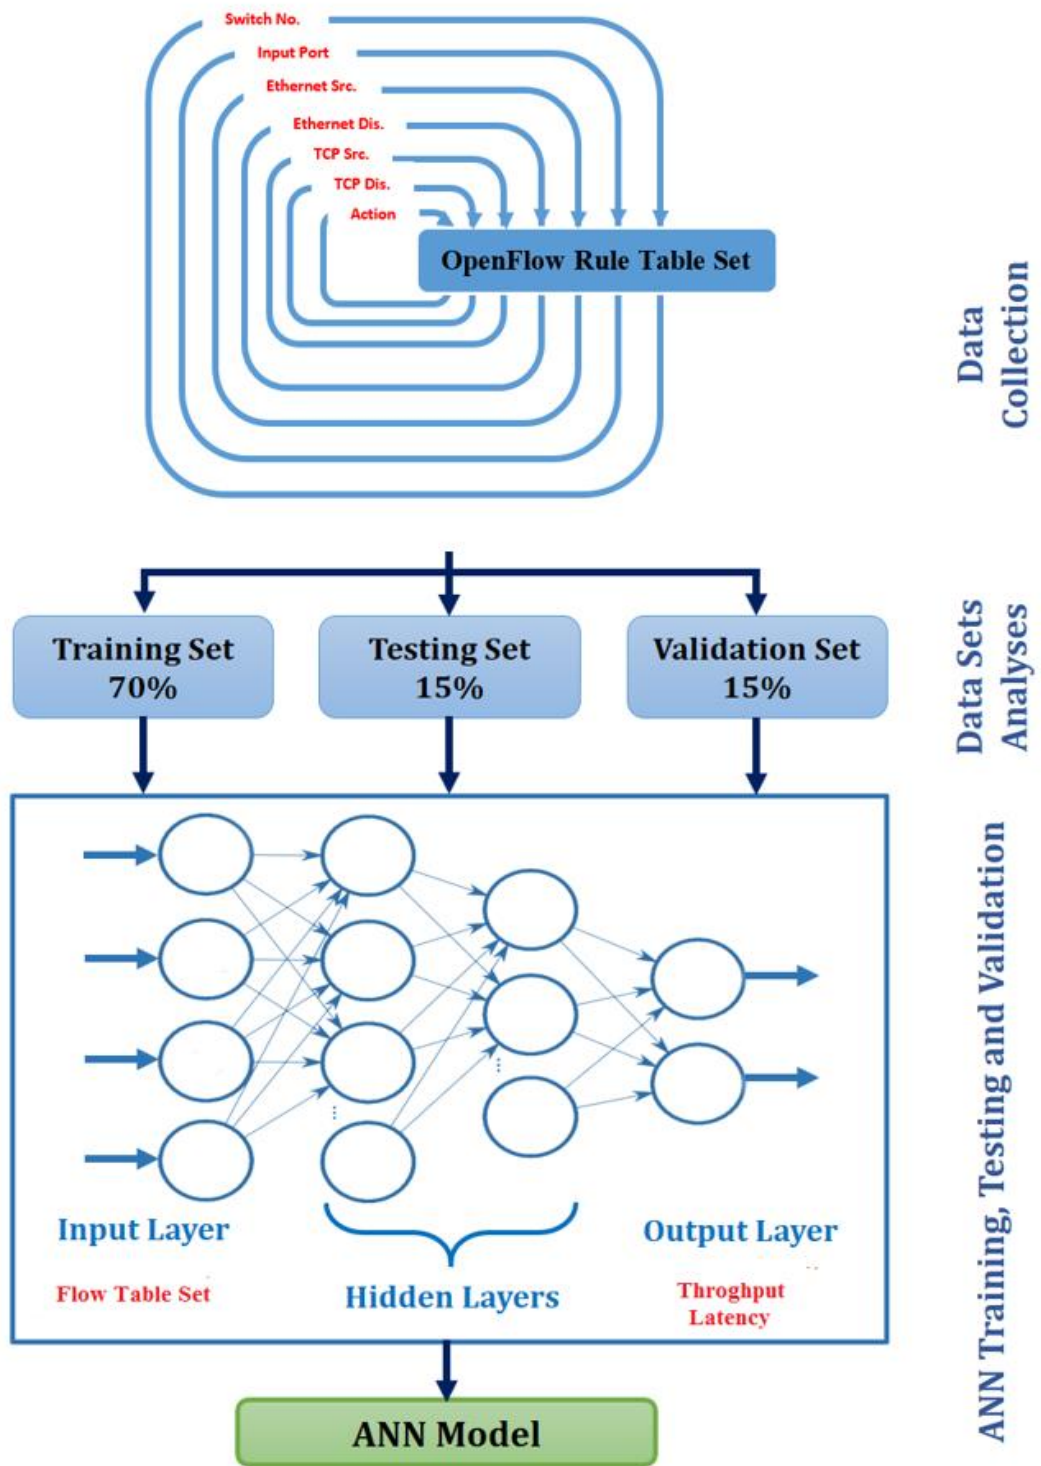 Switch No.
Input Port
Ethernet Src.
Ethernet Dis.
TCP Src.
TCP Dis.
Action
OpenFlow Rule Table Set
Data
Collection
Training Set
70%
Testing Set
15%
Validation Set
15%
Data Sets
Analyses
Input Layer
Flow Table Set
Hidden Layers
Output Layer
Throghput
Latency
ANN Training, Testing and Validation
ANN Model